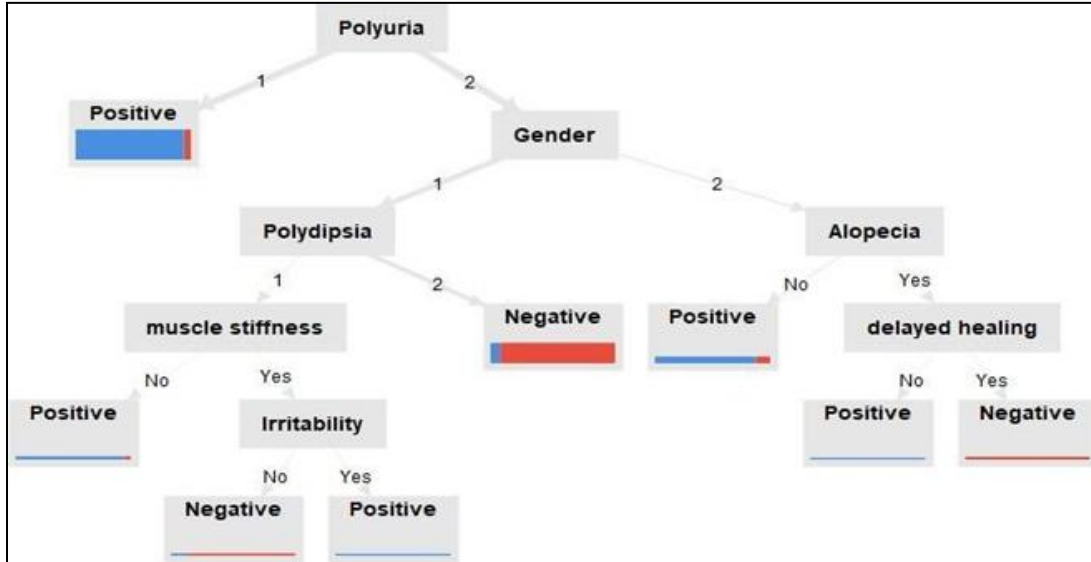 Polyuria
1
2
Positive
Gender
1
2
Polydipsia
Alopecia
1
2
No
Yes
muscle stiffness
Negative
Positive
delayed healing
No
Yes
No
Yes
Positive
Irritability
Positive
Negative
No
Yes
Negative
Positive